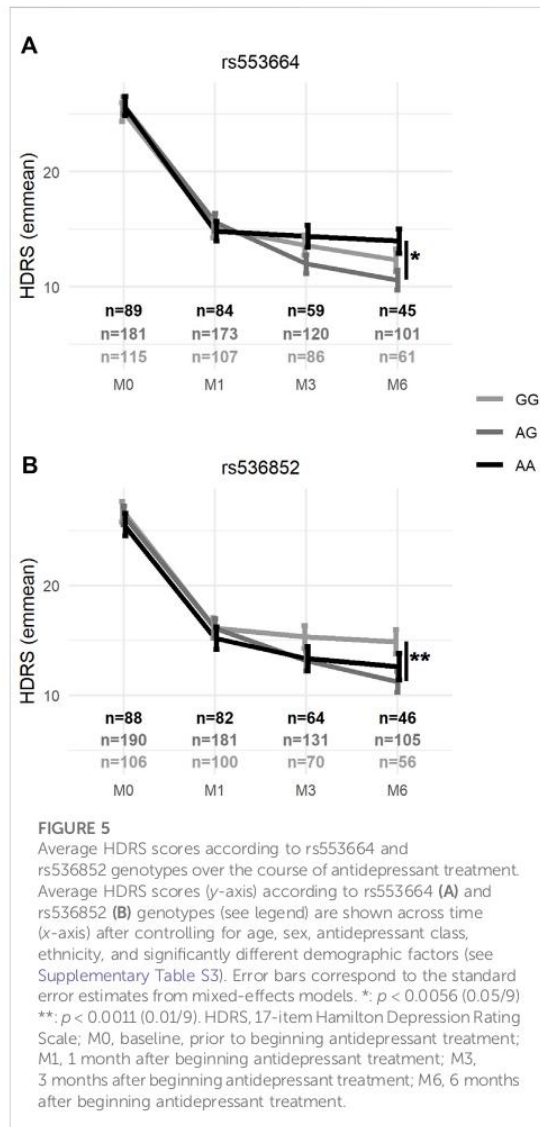 A
rs553664
HDRS (emmean)
20
10
*
n=89 n=84 n=59 n=45
n=181 n=173 n=120 n=101
n=115 n=107 n=86 n=61
M0 M1 M3 M6
GG
AG
AA
B
rs536852
HDRS (emmean)
20
10
**
n=88 n=82 n=64 n=46
n=190 n=181 n=131 n=105
n=106 n=100 n=70 n=56
M0 M1 M3 M6
FIGURE 5
Average HDRS scores according to rs553664 and
rs536852 genotypes over the course of antidepressant treatment.
Average HDRS scores (y-axis) according to rs553664 (A) and
rs536852 (B) genotypes (see legend) are shown across time
(x-axis) after controlling for age, sex, antidepressant class,
ethnicity, and significantly different demographic factors (see
Supplementary Table S3). Error bars correspond to the standard
error estimates from mixed-effects models. *: p < 0.0056 (0.05/9)
**: p < 0.0011 (0.01/9). HDRS, 17-item Hamilton Depression Rating
Scale; M0, baseline, prior to beginning antidepressant treatment;
M1, 1 month after beginning antidepressant treatment; M3,
3 months after beginning antidepressant treatment; M6, 6 months
after beginning antidepressant treatment.